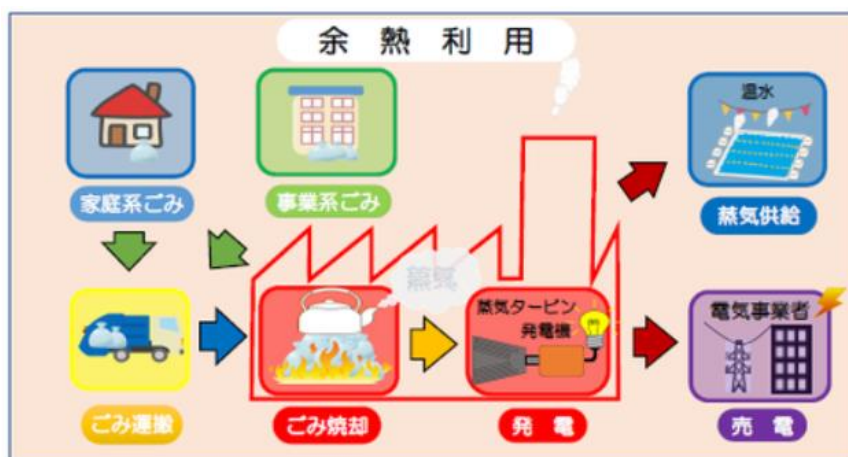 余熱利用
温水
家庭系ごみ
事業系ごみ
蒸気供給
蒸気
蒸気タービン
発電機
電気事業者
ごみ運搬
ごみ焼却
発電
売電